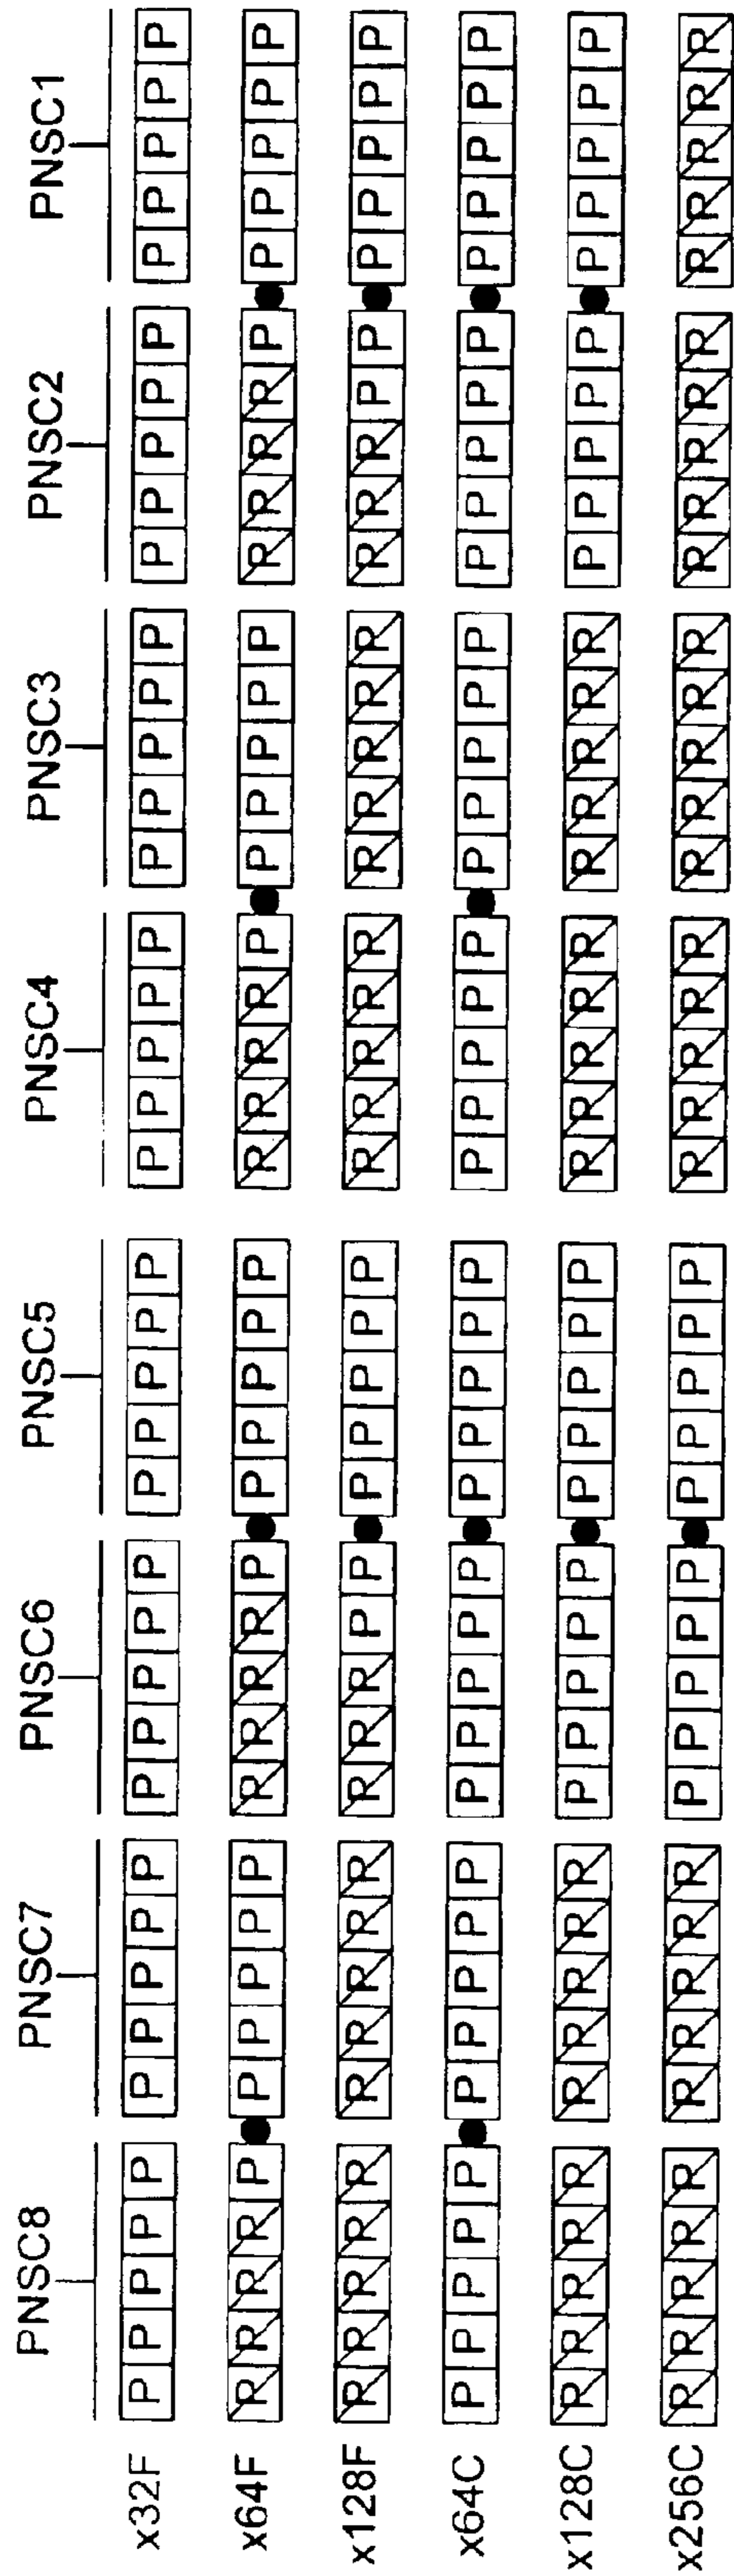 PNSC8 PNSC7 PNSC6 PNSC5 PNSC4 PNSC3 PNSC2 PNSC1
x32F P P P P P P P P P P P P P P P P P P P P P P P P P P P P P P P P P P P P P P P P
x64F R R R R P P P P P P R R R R P P P P P P R R R R P P P P P P R R R R P P P P P P
x128F R R R R R R R R R R R R R P P P P P P P R R R R R R R R R R R R R P P P P P P P
x64C P P P P P P P P P P P P P P P P P P P P P P P P P P P P P P P P P P P P P P P P
x128C R R R R R R R R R R P P P P P P P P P P R R R R R R R R R R P P P P P P P P P P
x256C R R R R R R R R R R P P P P P P P P P P R R R R R R R R R R R R R R R R R R R R